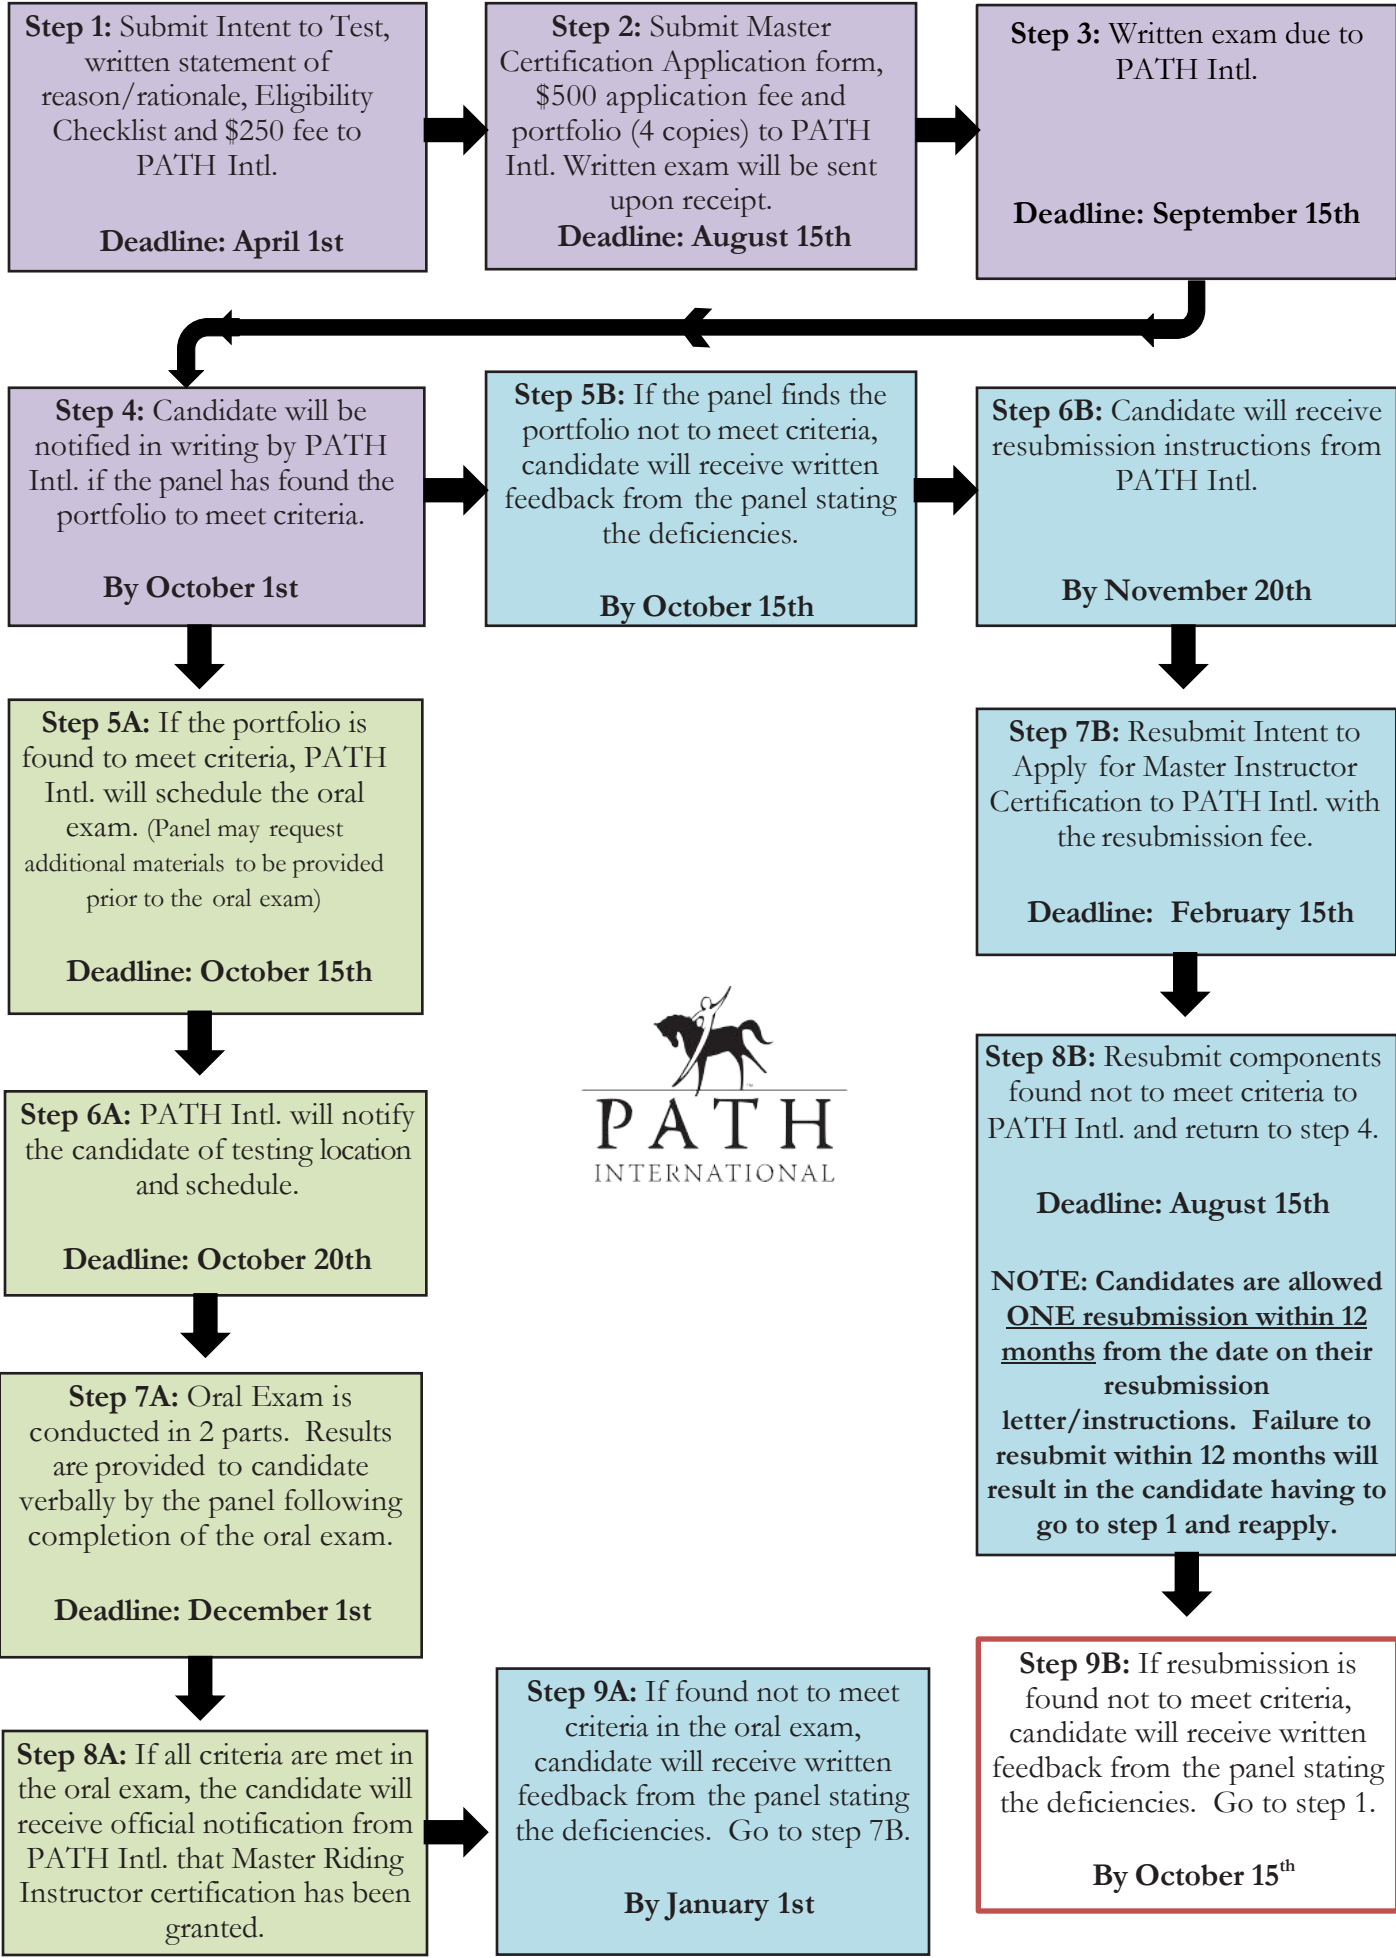 Step 1: Submit Intent to Test,
written statement of
reason/rationale, Eligibility
Checklist and $250 fee to
PATH Intl.
Deadline: April 1st
Step 2: Submit Master
Certification Application form,
$500 application fee and
portfolio (4 copies) to PATH
Intl. Written exam will be sent
upon receipt.
Deadline: August 15th
Step 3: Written exam due to
PATH Intl.
Deadline: September 15th
Step 4: Candidate will be
notified in writing by PATH
Intl. if the panel has found the
portfolio to meet criteria.
By October 1st
Step 5B: If the panel finds the
portfolio not to meet criteria,
candidate will receive written
feedback from the panel stating
the deficiencies.
By October 15th
Step 6B: Candidate will receive
resubmission instructions from
PATH Intl.
By November 20th
Step 5A: If the portfolio is
found to meet criteria, PATH
Intl. will schedule the oral
exam. (Panel may request
additional materials to be provided
prior to the oral exam)
Deadline: October 15th
Step 7B: Resubmit Intent to
Apply for Master Instructor
Certification to PATH Intl. with
the resubmission fee.
Deadline: February 15th
PATH
INTERNATIONAL
Step 6A: PATH Intl. will notify
the candidate of testing location
and schedule.
Deadline: October 20th
Step 8B: Resubmit components
found not to meet criteria to
PATH Intl. and return to step 4.
Deadline: August 15th
NOTE: Candidates are allowed
ONE resubmission within 12
months from the date on their
resubmission
letter/instructions. Failure to
resubmit within 12 months will
result in the candidate having to
go to step 1 and reapply.
Step 7A: Oral Exam is
conducted in 2 parts. Results
are provided to candidate
verbally by the panel following
completion of the oral exam.
Deadline: December 1st
Step 8A: If all criteria are met in
the oral exam, the candidate will
receive official notification from
PATH Intl. that Master Riding
Instructor certification has been
granted.
Step 9A: If found not to meet
criteria in the oral exam,
candidate will receive written
feedback from the panel stating
the deficiencies. Go to step 7B.
By January 1st
Step 9B: If resubmission is
found not to meet criteria,
candidate will receive written
feedback from the panel stating
the deficiencies. Go to step 1.
By October 15th